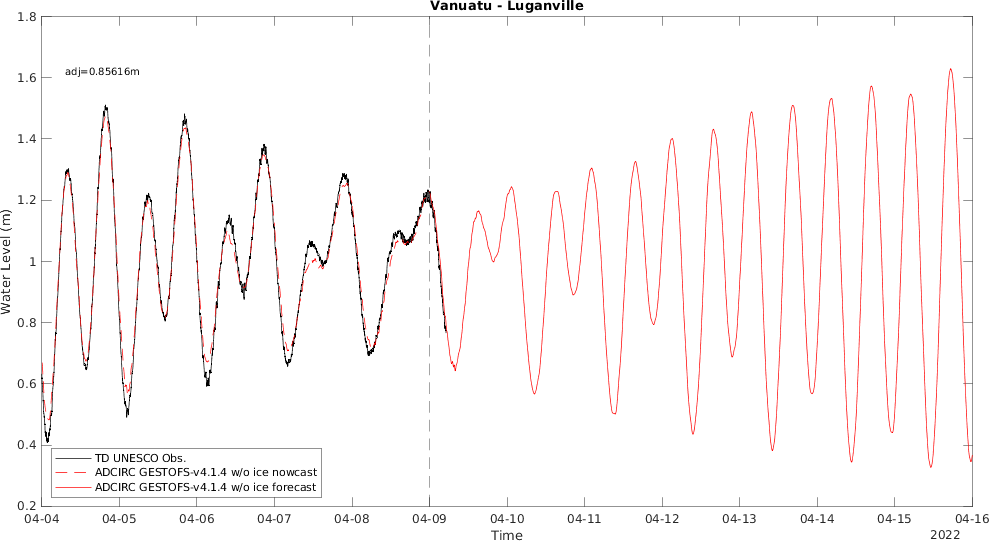 Vanuatu - Luganville
1.8
1.6
1.4
1.2
1
0.8
0.6
0.4
0.2
Water Level (m)
adj=0.85616m
TD UNESCO Obs.
ADCIRC GESTOFS-v4.1.4 w/o ice nowcast
ADCIRC GESTOFS-v4.1.4 w/o ice forecast
04-04 04-05 04-06 04-07 04-08 04-09 04-10 04-11 04-12 04-13 04-14 04-15 04-16
Time
2022